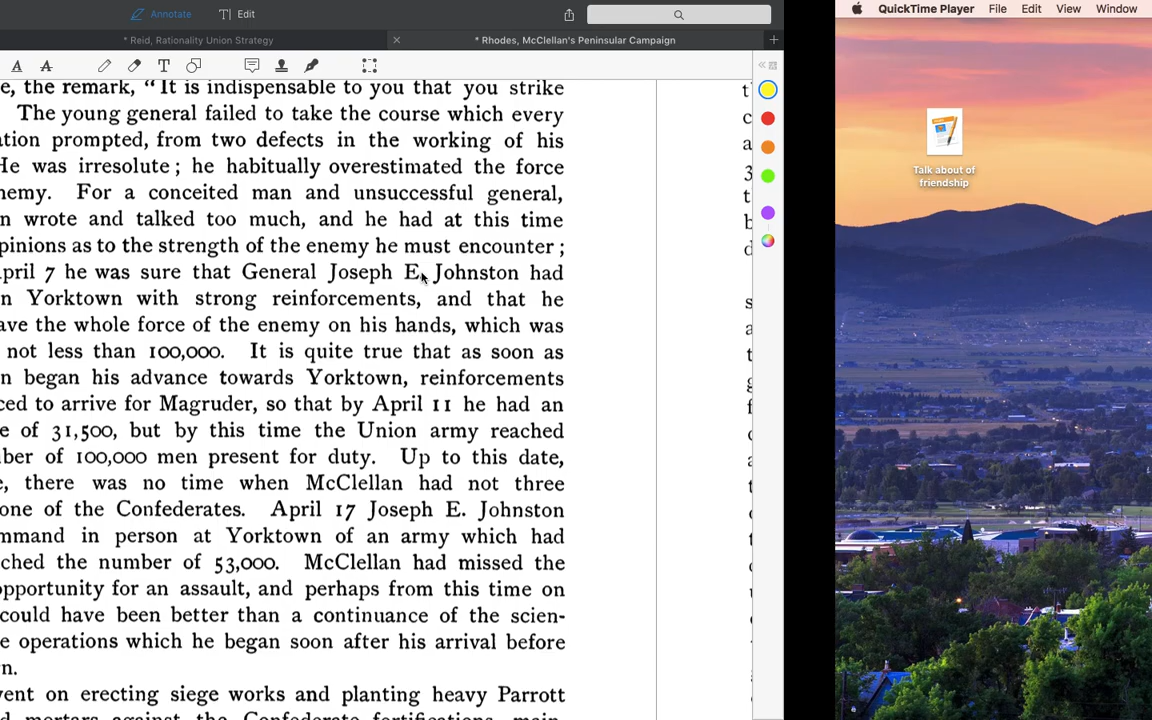 Annotate
Edit
QuickTime Player File Edit View Window
* Reid, Rationality Union Strategy
* Rhodes, McClellan's Peninsular Campaign
e, the remark, “It is indispensable to you that you strike
The young general failed to take the course which every
ation prompted, from two defects in the working of his
He was irresolute; he habitually overestimated the force
nemy. For a conceited man and unsuccessful general,
n wrote and talked too much, and he had at this time
pinions as to the strength of the enemy he must encounter;
pril 7 he was sure that General Joseph E. Johnston had
n Yorktown with strong reinforcements, and that he
ave the whole force of the enemy on his hands, which was
not less than 100,000. It is quite true that as soon as
n began his advance towards Yorktown, reinforcements
ced to arrive for Magruder, so that by April 11 he had an
e of 31,500, but by this time the Union army reached
ber of 100,000 men present for duty. Up to this date,
e, there was no time when McClellan had not three
one of the Confederates. April 17 Joseph E. Johnston
mmand in person at Yorktown of an army which had
ched the number of 53,000. McClellan had missed the
opportunity for an assault, and perhaps from this time on
could have been better than a continuance of the scien-
e operations which he began soon after his arrival before
n.
vent on erecting siege works and planting heavy Parrott
d mortars against the Confederate fortifications, main-
Talk about of
friendship